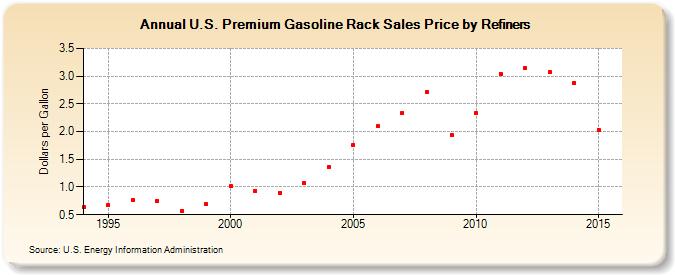 Annual U.S. Premium Gasoline Rack Sales Price by Refiners
Dollars per Gallon
3.5
3.0
2.5
2.0
1.5
1.0
0.5
1995 2000 2005 2010 2015
Source: U.S. Energy Information Administration